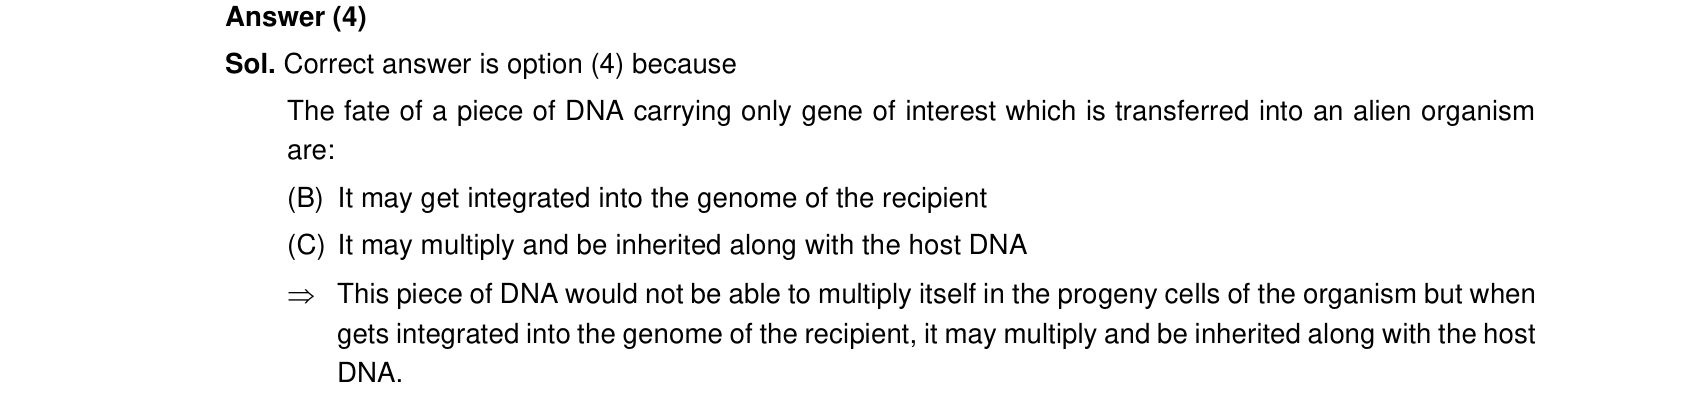 Answer (4)
Sol. Correct answer is option (4) because
The fate of a piece of DNA carrying only gene of interest which is transferred into an alien organism
are:
(B) It may get integrated into the genome of the recipient
(C) It may multiply and be inherited along with the host DNA
⇒ This piece of DNA would not be able to multiply itself in the progeny cells of the organism but when
gets integrated into the genome of the recipient, it may multiply and be inherited along with the host
DNA.